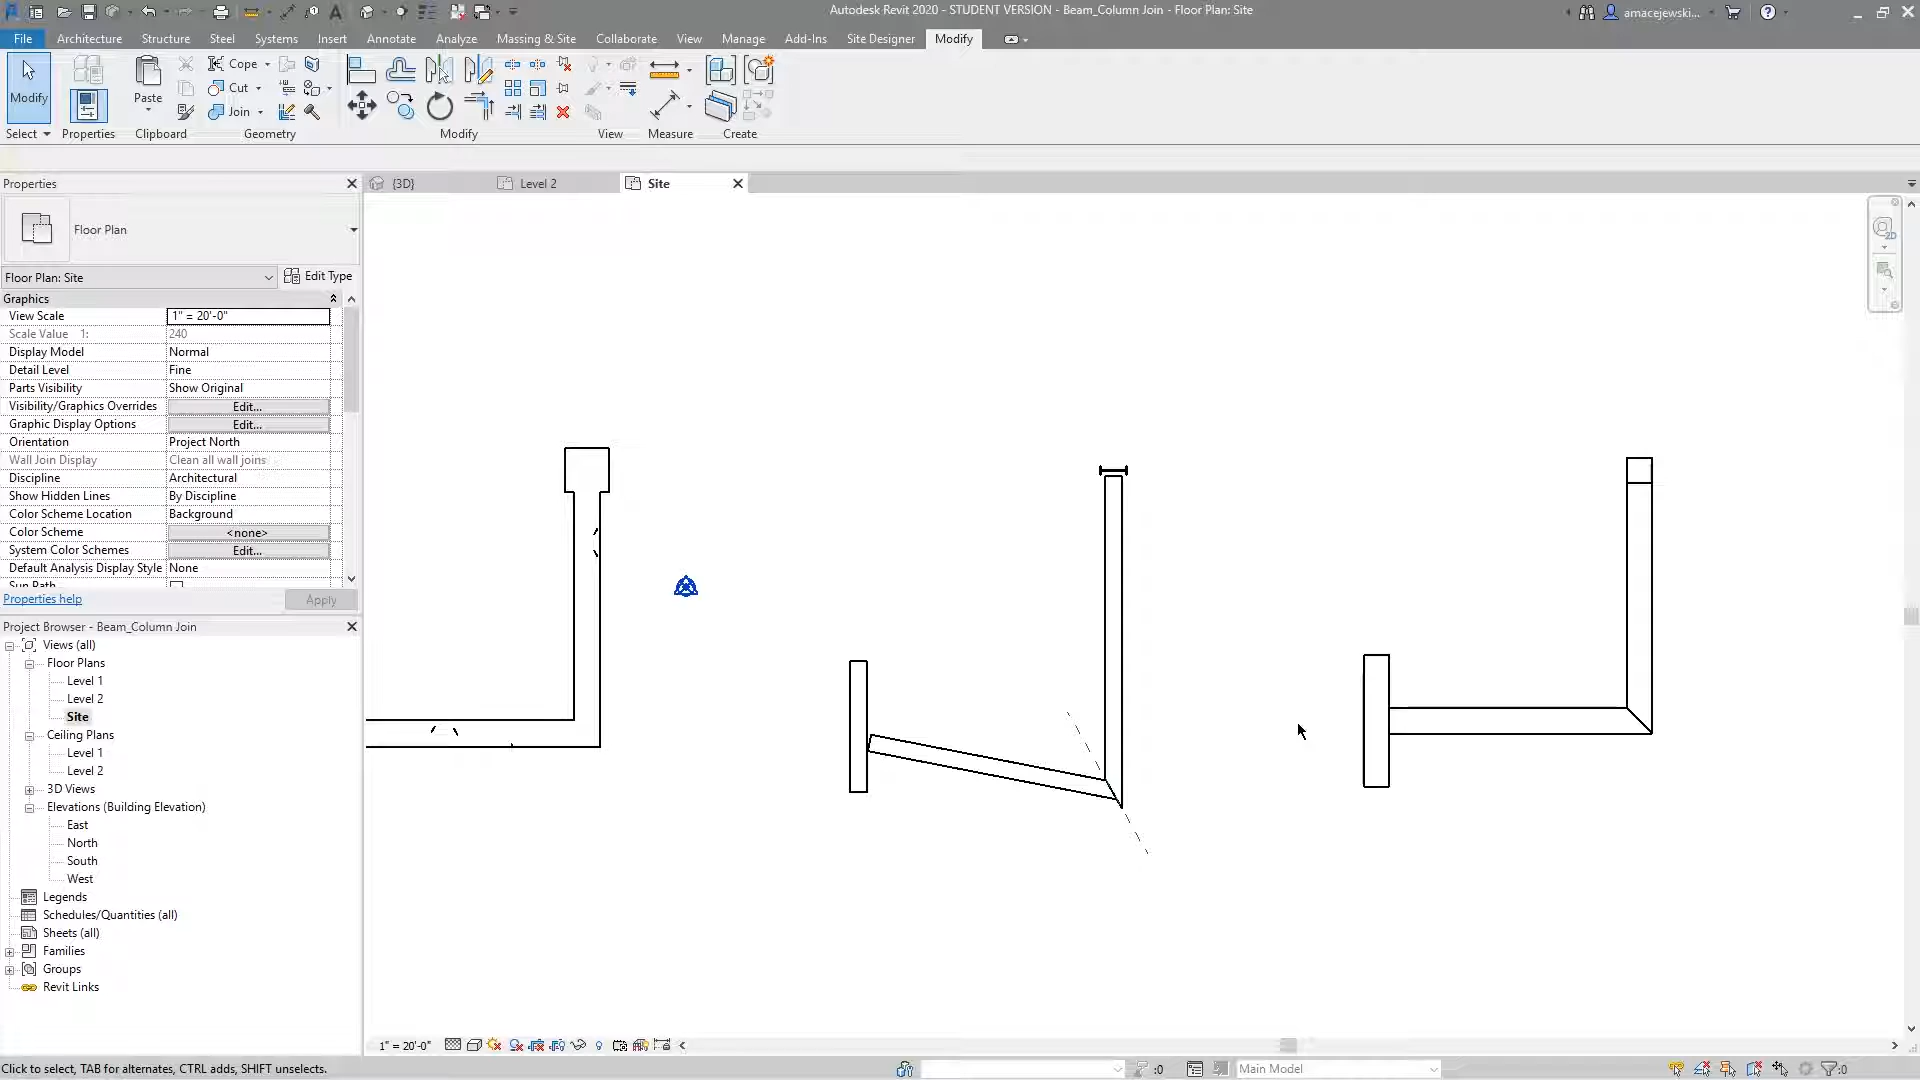 Autodesk Revit 2020 - STUDENT VERSION - Beam_Column Join - Floor Plan: Site
amacejewski...
File Architecture Structure Steel Systems Insert Annotate Analyze Massing & Site Collaborate View Manage Add-Ins Site Designer Modify
Modify Paste Cope Cut Join
Select Properties Clipboard Geometry Modify View Measure Create
Properties
{3D} Level 2 Site
Floor Plan
Floor Plan: Site Edit Type
Graphics
View Scale 1" = 20'-0"
Scale Value 1: 240
Display Model Normal
Detail Level Fine
Parts Visibility Show Original
Visibility/Graphics Overrides Edit...
Graphic Display Options Edit...
Orientation Project North
Wall Join Display Clean all wall joins
Discipline Architectural
Show Hidden Lines By Discipline
Color Scheme Location Background
Color Scheme <none>
System Color Schemes Edit...
Default Analysis Display Style None
Sun Path
Properties help Apply
Project Browser - Beam_Column Join
Views (all)
Floor Plans
Level 1
Level 2
Site
Ceiling Plans
Level 1
Level 2
3D Views
Elevations (Building Elevation)
East
North
South
West
Legends
Schedules/Quantities (all)
Sheets (all)
Families
Groups
Revit Links
1" = 20'-0"
Click to select, TAB for alternates, CTRL adds, SHIFT unselects.
:0 Main Model :0